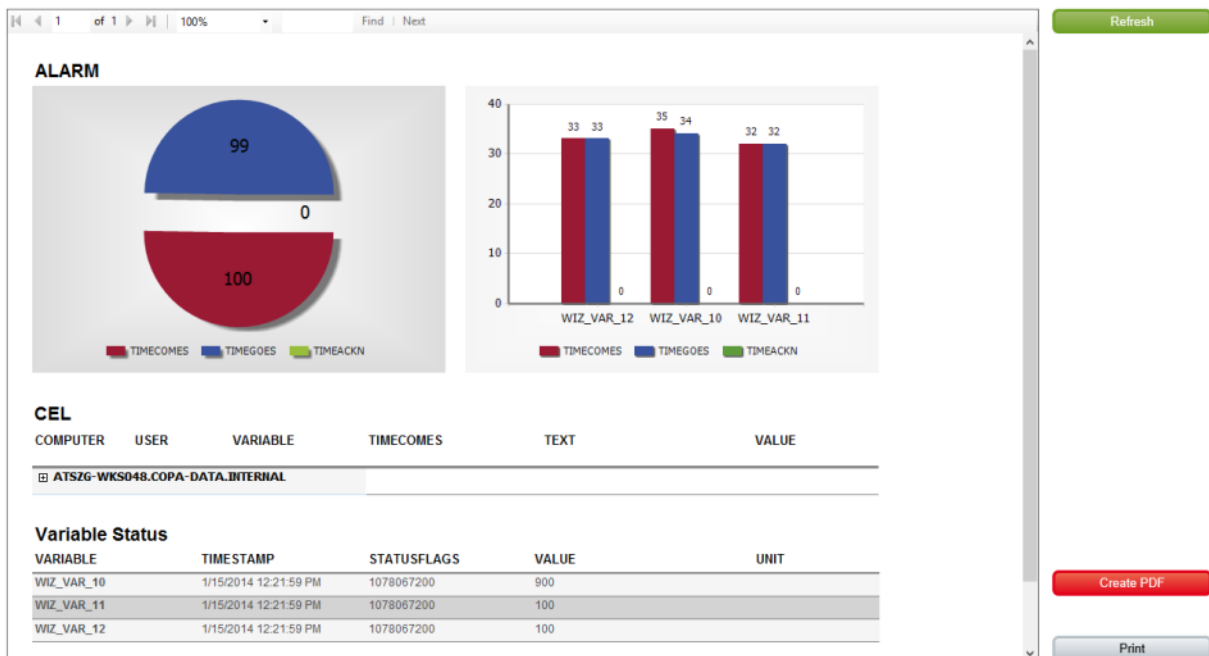 1 of 1 100% Find | Next
Refresh
ALARM
99
0
100
TIMECOMES TIMEGOES TIMEACKN
40
30
20
10
0
33 33 0
35 34 0
32 32 0
WIZ_VAR_12 WIZ_VAR_10 WIZ_VAR_11
TIMECOMES TIMEGOES TIMEACKN
CEL
COMPUTER USER VARIABLE TIMECOMES TEXT VALUE
ATSZG-WKS048.COPA-DATA.INTERNAL
Variable Status
VARIABLE TIMESTAMP STATUSFLAGS VALUE UNIT
WIZ_VAR_10 1/15/2014 12:21:59 PM 1078067200 900
WIZ_VAR_11 1/15/2014 12:21:59 PM 1078067200 100
WIZ_VAR_12 1/15/2014 12:21:59 PM 1078067200 100
Create PDF
Print